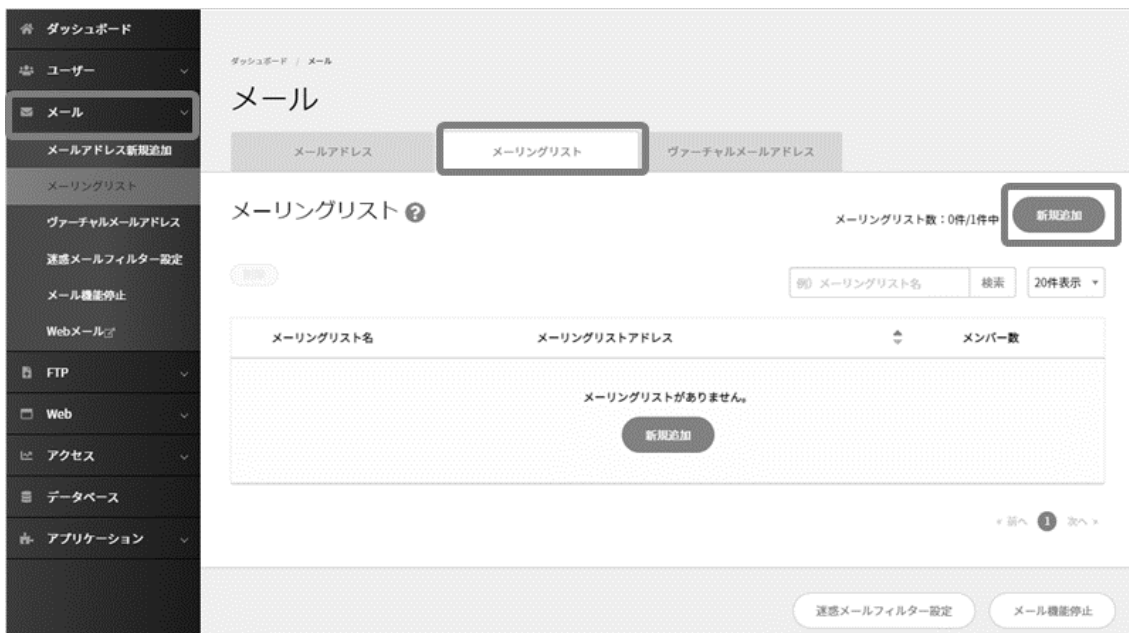 ダッシュボード
ユーザー
メール
メールアドレス新規追加
メーリングリスト
ヴァーチャルメールアドレス
迷惑メールフィルター設定
メール機能停止
Webメール
FTP
Web
アクセス
データベース
アプリケーション
ダッシュボード / メール
メール
メールアドレス メーリングリスト ヴァーチャルメールアドレス
メーリングリスト ?
メーリングリスト数：0件/1件中 新規追加
削除
例）メーリングリスト名 検索 20件表示
メーリングリスト名 メーリングリストアドレス メンバー数
メーリングリストがありません。
新規追加
« 前へ 1 次へ »
迷惑メールフィルター設定 メール機能停止